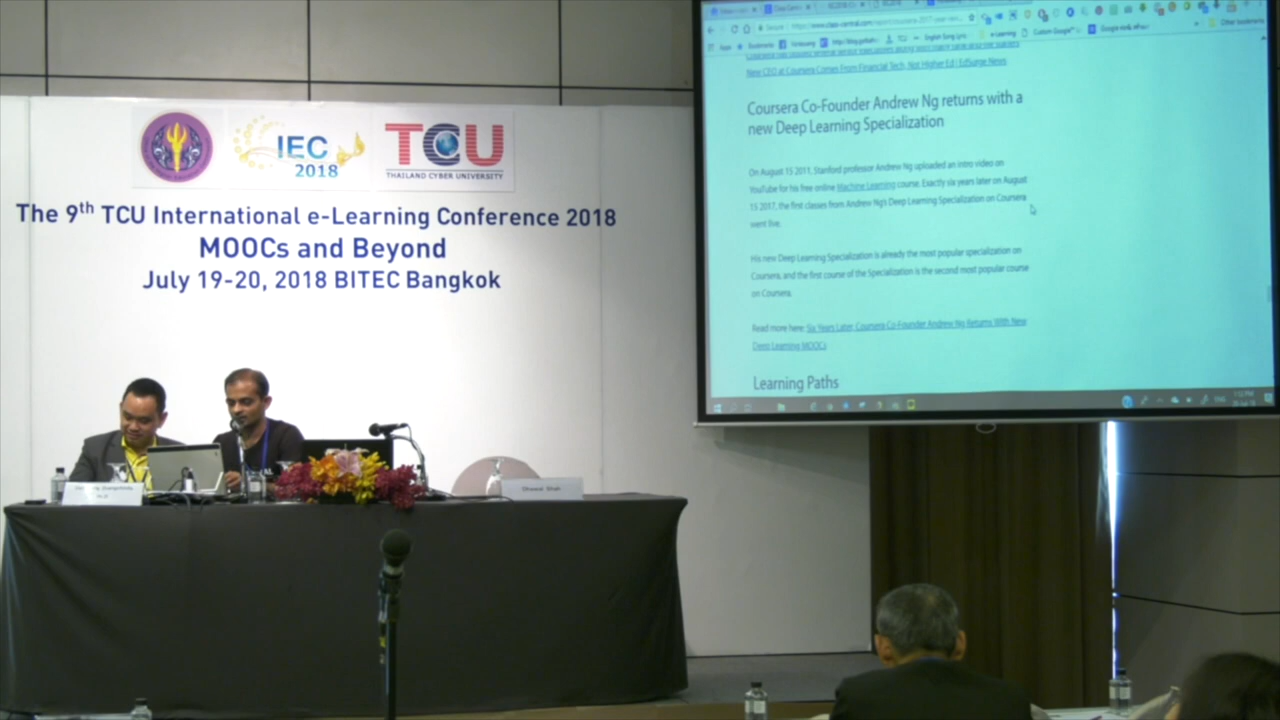 IEC
2018
TCU
THAILAND CYBER UNIVERSITY
The 9th TCU International e-Learning Conference 2018
MOOCs and Beyond
July 19-20, 2018 BITEC Bangkok
Dhawal Shah
New CEO at Coursera Comes From Financial Tech, Not Higher Ed | EdSurge News
Coursera Co-Founder Andrew Ng returns with a
new Deep Learning Specialization
On August 15 2011, Stanford professor Andrew Ng uploaded an intro video on
YouTube for his free online Machine Learning course. Exactly six years later on August
15 2017, the first classes from Andrew Ng's Deep Learning Specialization on Coursera
went live.
His new Deep Learning Specialization is already the most popular specialization on
Coursera, and the first course of the Specialization is the second most popular course
on Coursera.
Read more here: Six Years Later, Coursera Co-Founder Andrew Ng Returns With New
Deep Learning MOOCs
Learning Paths